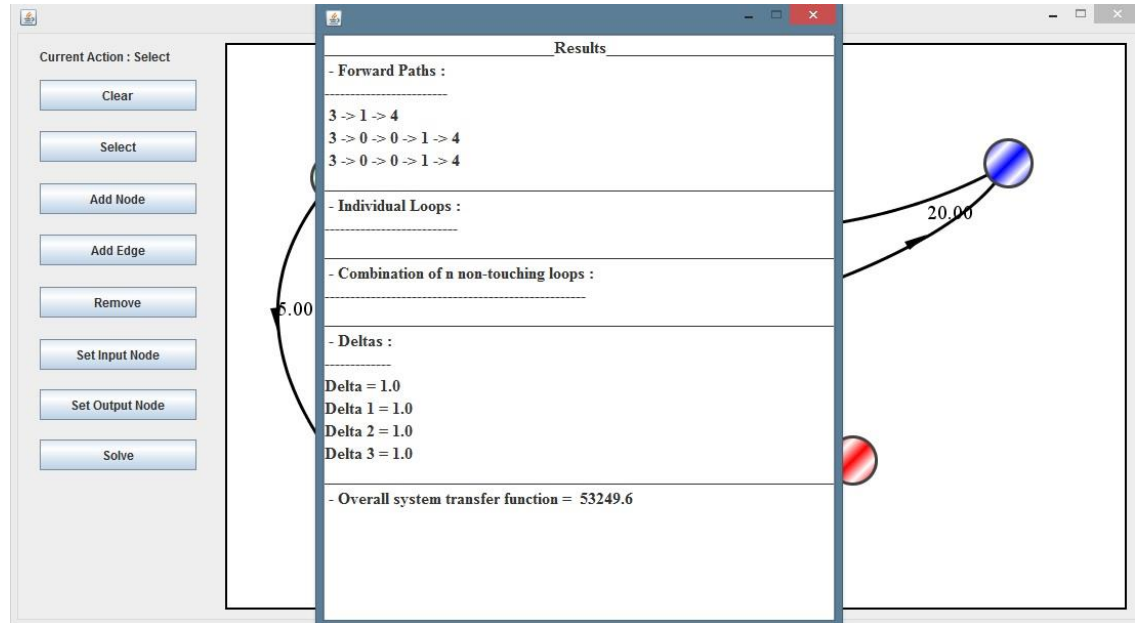 Current Action : Select
Clear
Select
Add Node
Add Edge
Remove
Set Input Node
Set Output Node
Solve
5.00
Results
- Forward Paths :
3 -> 1 -> 4
3 -> 0 -> 0 -> 1 -> 4
3 -> 0 -> 0 -> 1 -> 4
- Individual Loops :
- Combination of n non-touching loops :
- Deltas :
Delta = 1.0
Delta 1 = 1.0
Delta 2 = 1.0
Delta 3 = 1.0
- Overall system transfer function = 53249.6
20.00